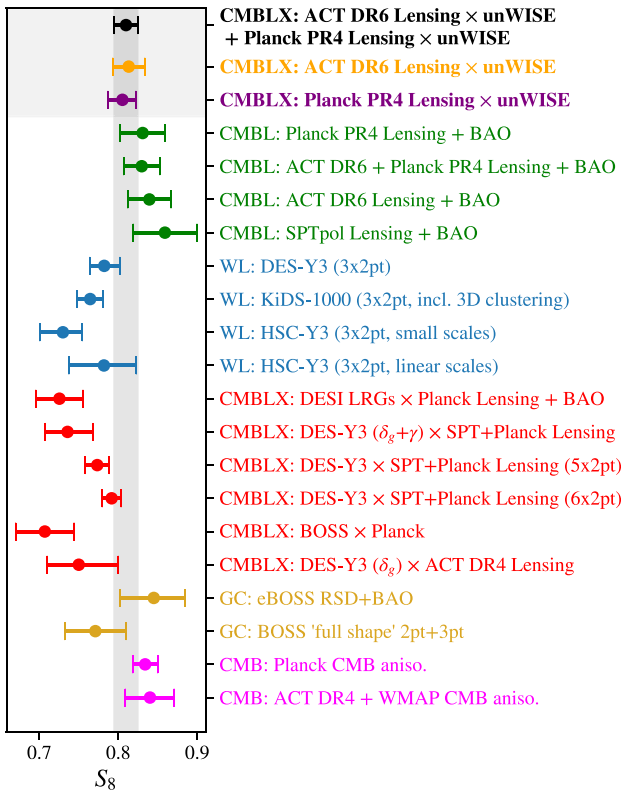 CMBLX: ACT DR6 Lensing × unWISE
+ Planck PR4 Lensing × unWISE
CMBLX: ACT DR6 Lensing × unWISE
CMBLX: Planck PR4 Lensing × unWISE
CMBL: Planck PR4 Lensing + BAO
CMBL: ACT DR6 + Planck PR4 Lensing + BAO
CMBL: ACT DR6 Lensing + BAO
CMBL: SPTpol Lensing + BAO
WL: DES-Y3 (3x2pt)
WL: KiDS-1000 (3x2pt, incl. 3D clustering)
WL: HSC-Y3 (3x2pt, small scales)
WL: HSC-Y3 (3x2pt, linear scales)
CMBLX: DESI LRGs × Planck Lensing + BAO
CMBLX: DES-Y3 (δg+γ) × SPT+Planck Lensing
CMBLX: DES-Y3 × SPT+Planck Lensing (5x2pt)
CMBLX: DES-Y3 × SPT+Planck Lensing (6x2pt)
CMBLX: BOSS × Planck
CMBLX: DES-Y3 (δg) × ACT DR4 Lensing
GC: eBOSS RSD+BAO
GC: BOSS 'full shape' 2pt+3pt
CMB: Planck CMB aniso.
CMB: ACT DR4 + WMAP CMB aniso.
0.7 0.8 0.9
S8